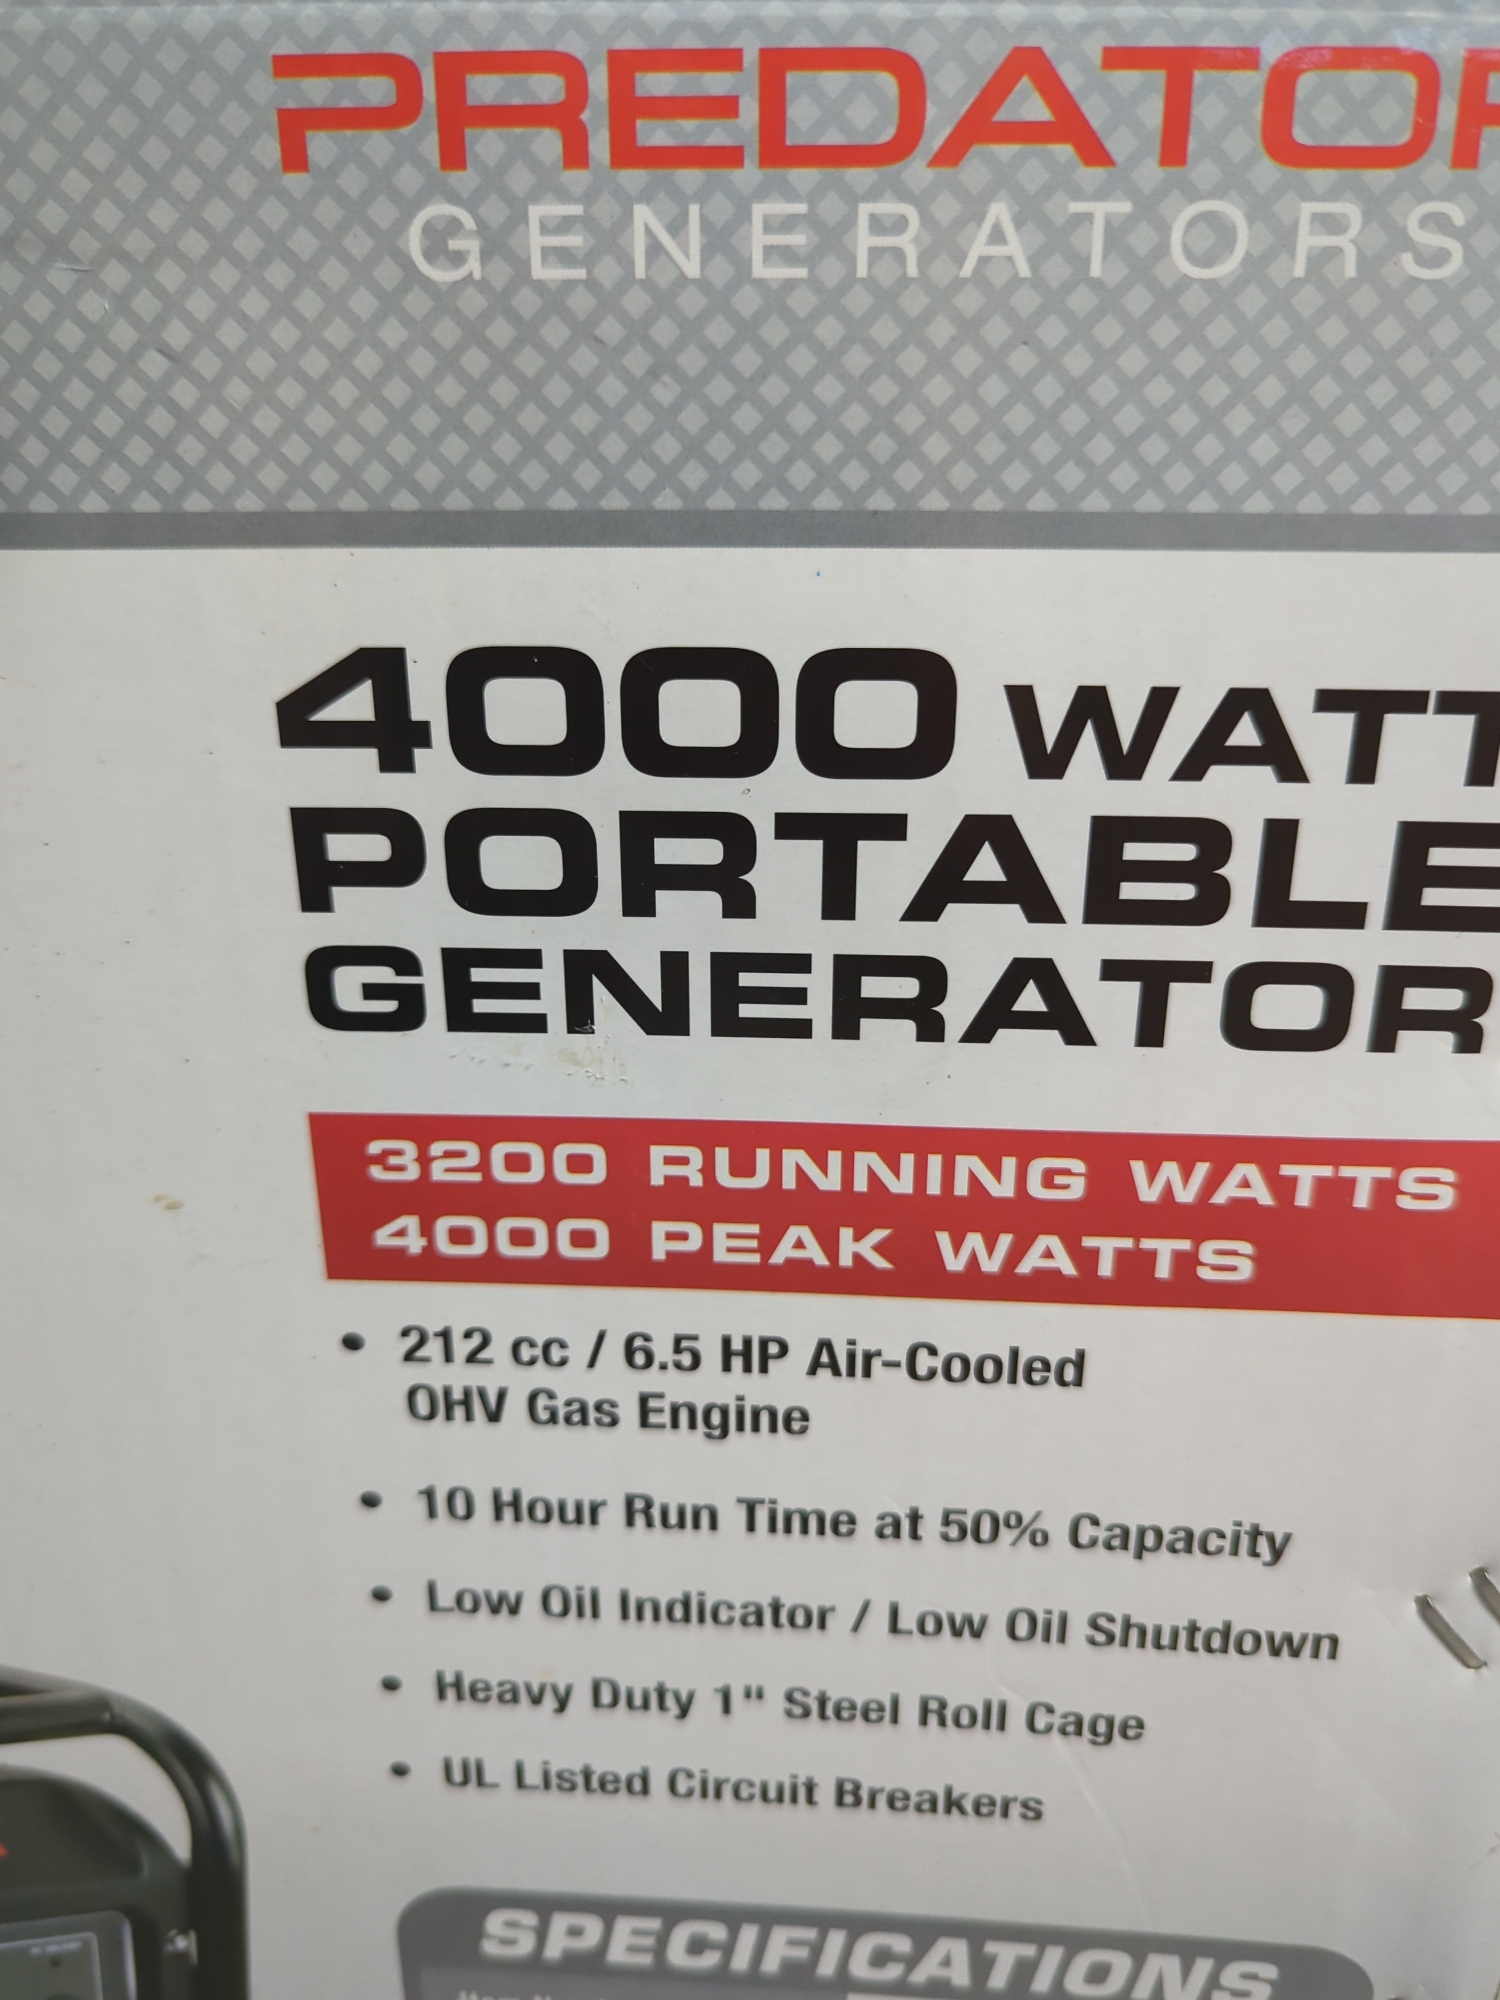 PREDATOR
GENERATORS
4000 WATT
PORTABLE
GENERATOR
3200 RUNNING WATTS
4000 PEAK WATTS
• 212 cc / 6.5 HP Air-Cooled
OHV Gas Engine
• 10 Hour Run Time at 50% Capacity
• Low Oil Indicator / Low Oil Shutdown
• Heavy Duty 1" Steel Roll Cage
• UL Listed Circuit Breakers
SPECIFICATIONS